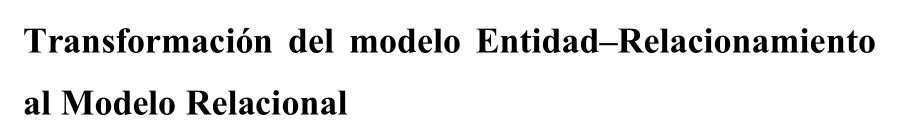 Transformación del modelo Entidad–Relacionamiento
al Modelo Relacional